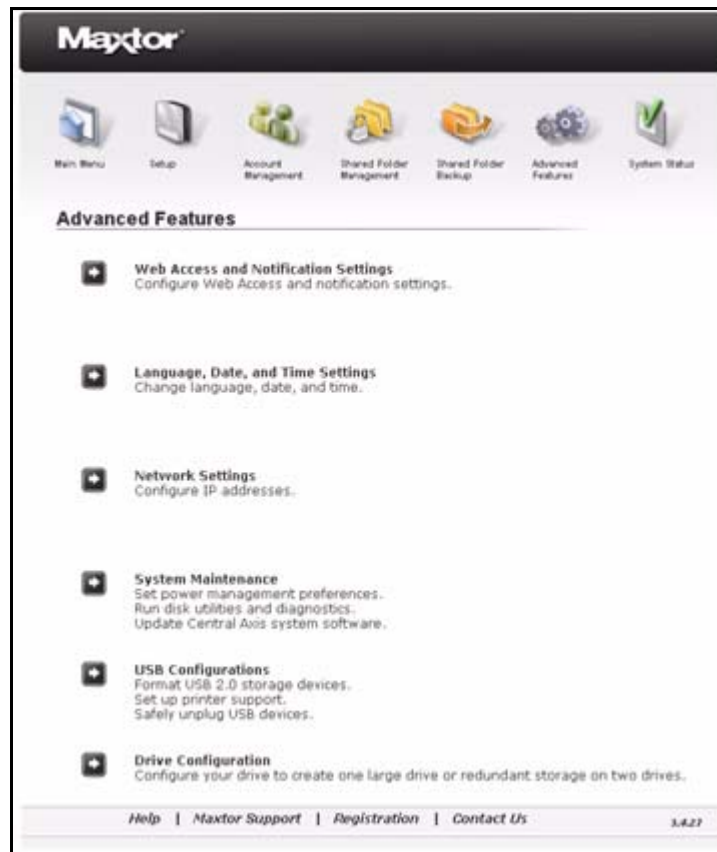 Maxtor
Main Menu
Setup
Account Management
Shared Folder Management
Shared Folder Backup
Advanced Features
System Status
Advanced Features
Web Access and Notification Settings
Configure Web Access and notification settings.
Language, Date, and Time Settings
Change language, date, and time.
Network Settings
Configure IP addresses.
System Maintenance
Set power management preferences.
Run disk utilities and diagnostics.
Update Central Axis system software.
USB Configurations
Format USB 2.0 storage devices.
Set up printer support.
Safely unplug USB devices.
Drive Configuration
Configure your drive to create one large drive or redundant storage on two drives.
Help | Maxtor Support | Registration | Contact Us
3.4.27